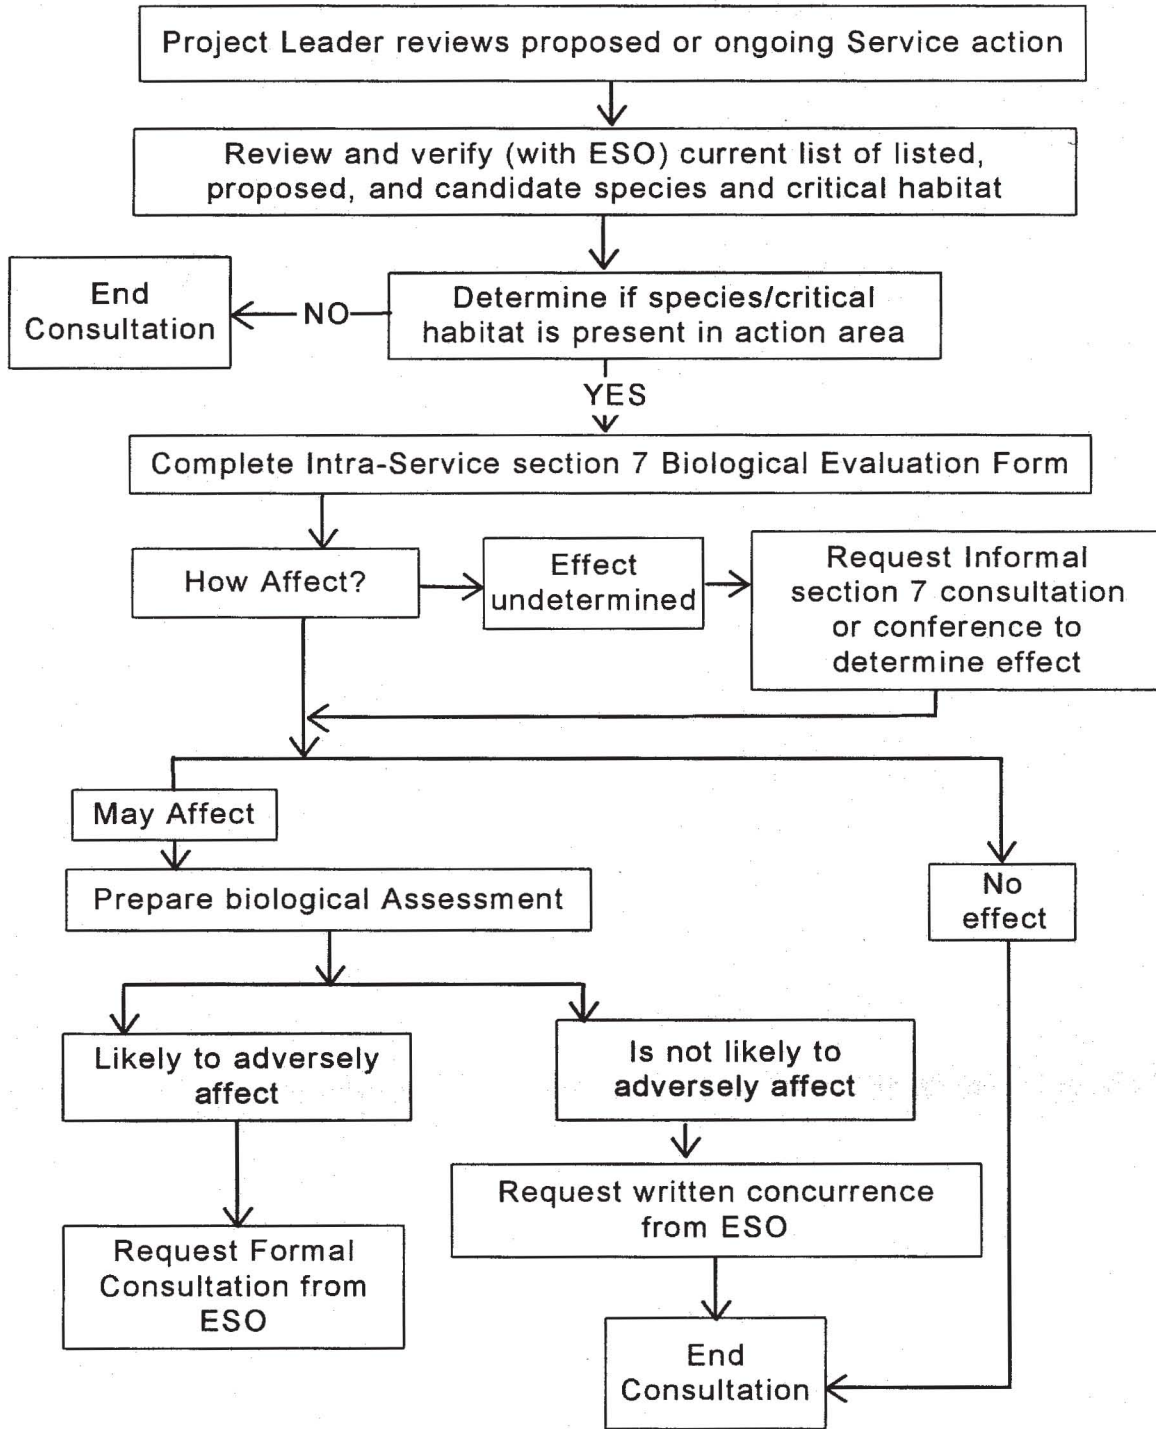 Project Leader reviews proposed or ongoing Service action
Review and verify (with ESO) current list of listed,
proposed, and candidate species and critical habitat
End
Consultation
NO
Determine if species/critical
habitat is present in action area
YES
Complete Intra-Service section 7 Biological Evaluation Form
How Affect?
Effect
undetermined
Request Informal
section 7 consultation
or conference to
determine effect
May Affect
Prepare biological Assessment
No
effect
Likely to adversely
affect
Is not likely to
adversely affect
Request written concurrence
from ESO
Request Formal
Consultation from
ESO
End
Consultation